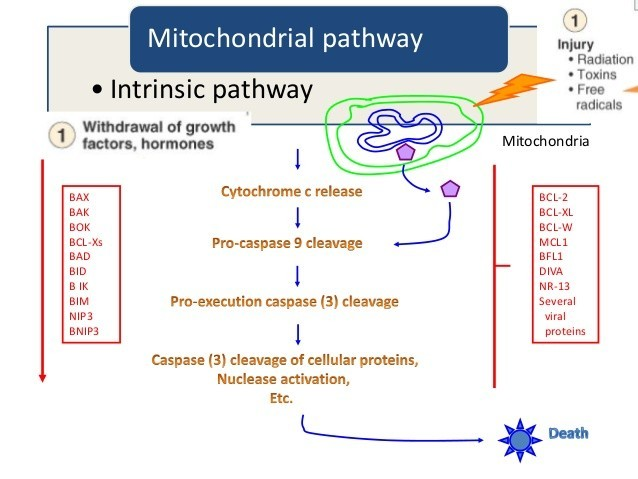 Mitochondrial pathway
• Intrinsic pathway
1
Injury
• Radiation
• Toxins
• Free
radicals
1
Withdrawal of growth
factors, hormones
Mitochondria
Cytochrome c release
Pro-caspase 9 cleavage
Pro-execution caspase (3) cleavage
Caspase (3) cleavage of cellular proteins,
Nuclease activation,
Etc.
BAX
BAK
BOK
BCL-Xs
BAD
BID
B IK
BIM
NIP3
BNIP3
BCL-2
BCL-XL
BCL-W
MCL1
BFL1
DIVA
NR-13
Several
viral
proteins
Death